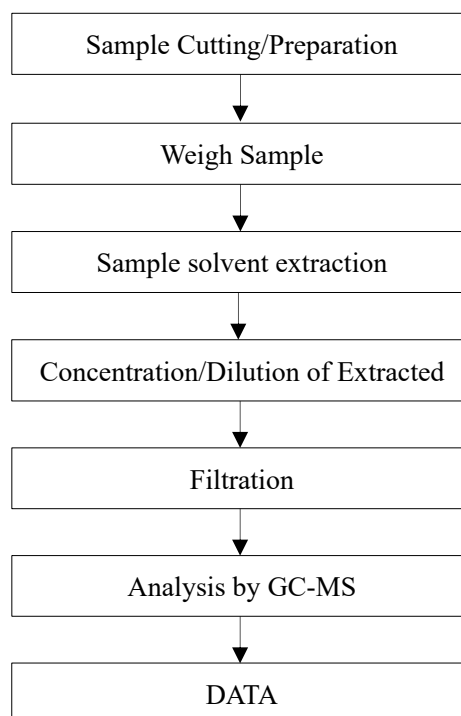 Sample Cutting/Preparation
Weigh Sample
Sample solvent extraction
Concentration/Dilution of Extracted
Filtration
Analysis by GC-MS
DATA